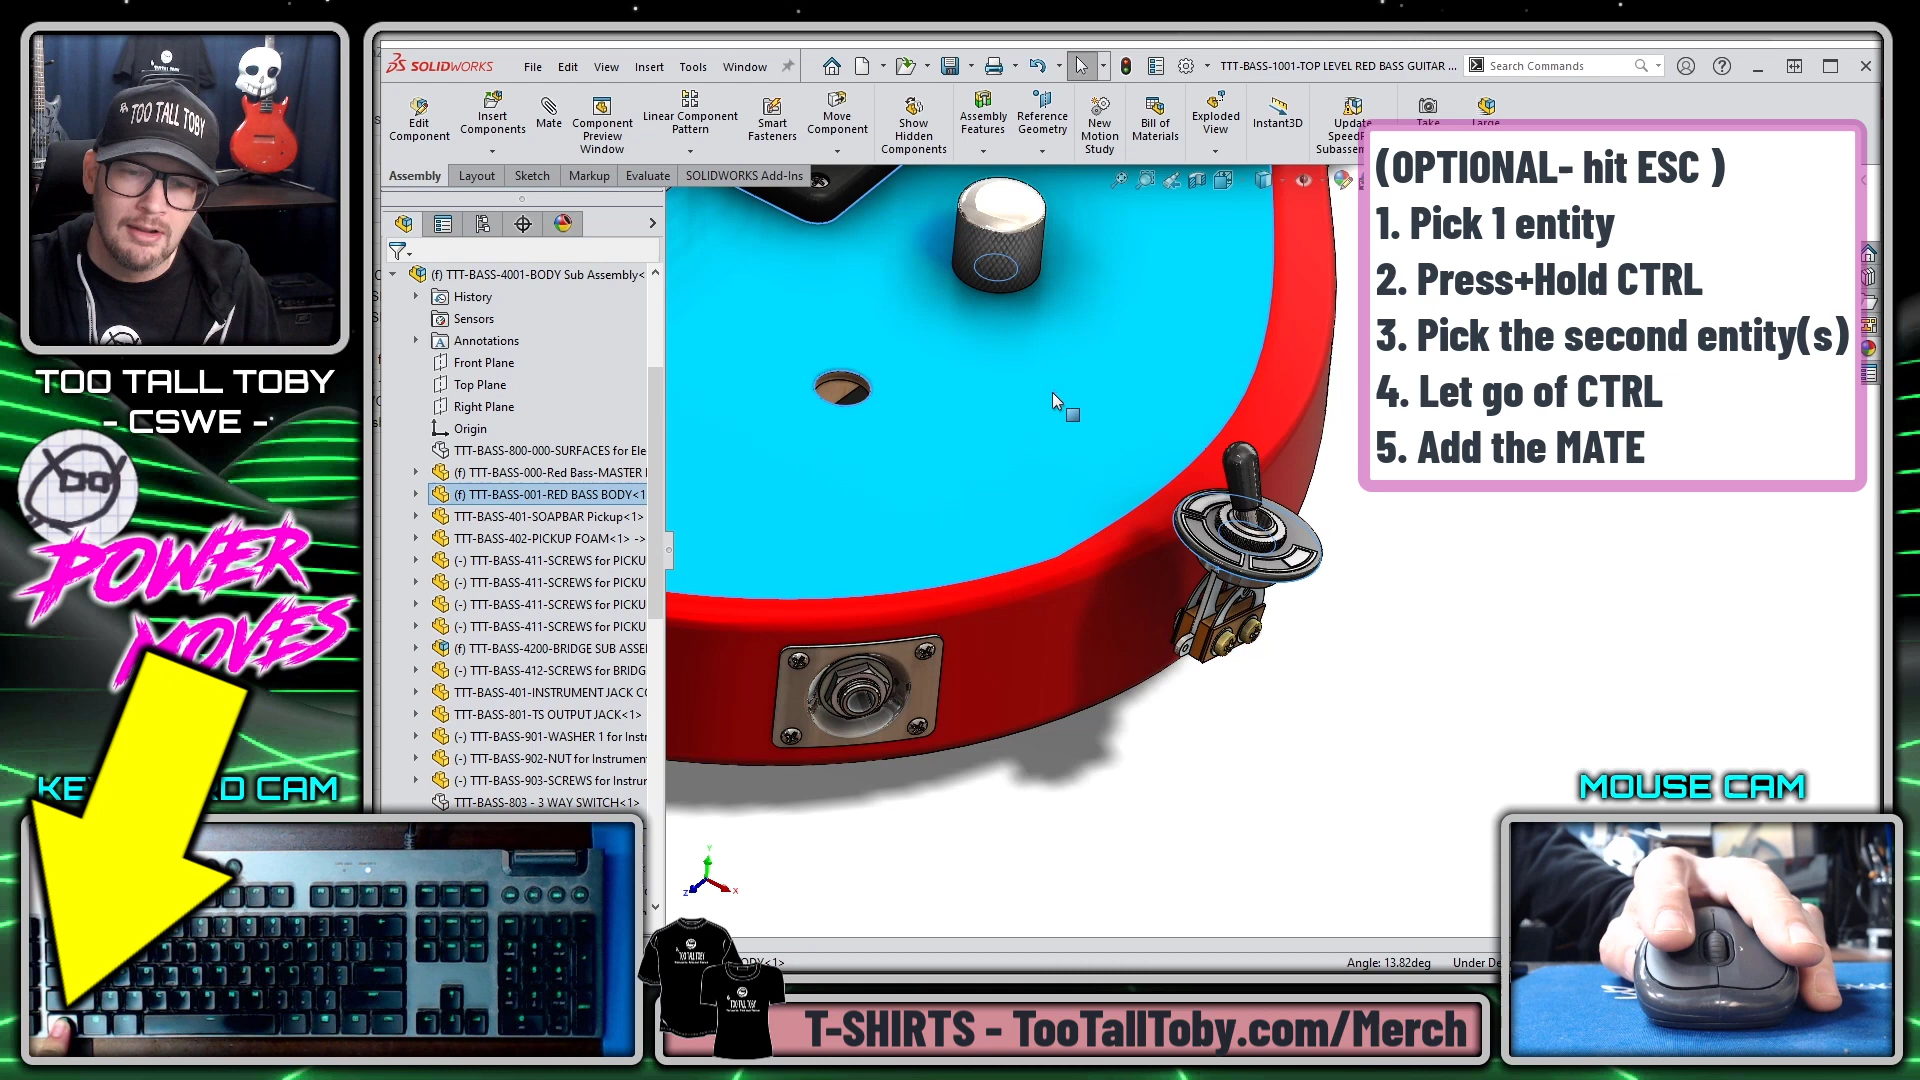 SOLIDWORKS
File Edit View Insert Tools Window
TTT-BASS-1001-TOP LEVEL RED BASS GUITAR ...
Search Commands
Edit Component
Insert Components
Mate
Component Preview Window
Linear Component Pattern
Smart Fasteners
Move Component
Show Hidden Components
Assembly Features
Reference Geometry
New Motion Study
Bill of Materials
Exploded View
Instant3D
Assembly Layout Sketch Markup Evaluate SOLIDWORKS Add-Ins
(f) TTT-BASS-4001-BODY Sub Assembly<
History
Sensors
Annotations
Front Plane
Top Plane
Right Plane
Origin
TTT-BASS-800-000-SURFACES for Ele
(f) TTT-BASS-000-Red Bass-MASTER
(f) TTT-BASS-001-RED BASS BODY<1
TTT-BASS-401-SOAPBAR Pickup<1>
TTT-BASS-402-PICKUP FOAM<1> ->
(-) TTT-BASS-411-SCREWS for PICKU
(-) TTT-BASS-411-SCREWS for PICKU
(-) TTT-BASS-411-SCREWS for PICKU
(-) TTT-BASS-411-SCREWS for PICKU
(f) TTT-BASS-4200-BRIDGE SUB ASSE
(-) TTT-BASS-412-SCREWS for BRIDG
TTT-BASS-401-INSTRUMENT JACK CO
TTT-BASS-801-TS OUTPUT JACK<1>
(-) TTT-BASS-901-WASHER 1 for Instr
(-) TTT-BASS-902-NUT for Instrumen
(-) TTT-BASS-903-SCREWS for Instrur
TTT-BASS-803 - 3 WAY SWITCH<1>
Angle: 13.82deg Under De
(OPTIONAL- hit ESC )
1. Pick 1 entity
2. Press+Hold CTRL
3. Pick the second entity(s)
4. Let go of CTRL
5. Add the MATE
TOO TALL TOBY
TOO TALL TOBY
- CSWE -
POWER
MOVES
CAM
MOUSE CAM
T-SHIRTS - TooTallToby.com/Merch